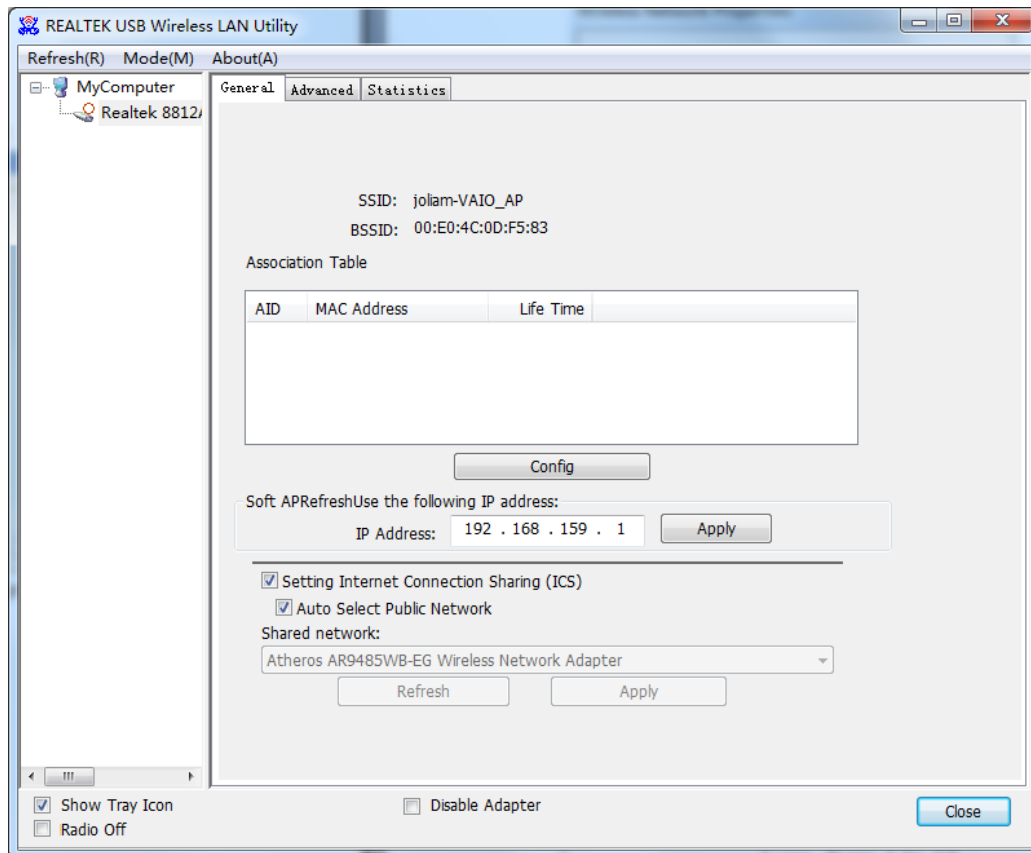 REALTEK USB Wireless LAN Utility
Refresh(R) Mode(M) About(A)
MyComputer
Realtek 8812A
General Advanced Statistics
SSID: joliam-VAIO_AP
BSSID: 00:E0:4C:0D:F5:83
Association Table
AID MAC Address Life Time
Config
Soft APRefreshUse the following IP address:
IP Address: 192 . 168 . 159 . 1 Apply
Setting Internet Connection Sharing (ICS)
Auto Select Public Network
Shared network:
Atheros AR9485WB-EG Wireless Network Adapter
Refresh Apply
Show Tray Icon Disable Adapter Close
Radio Off